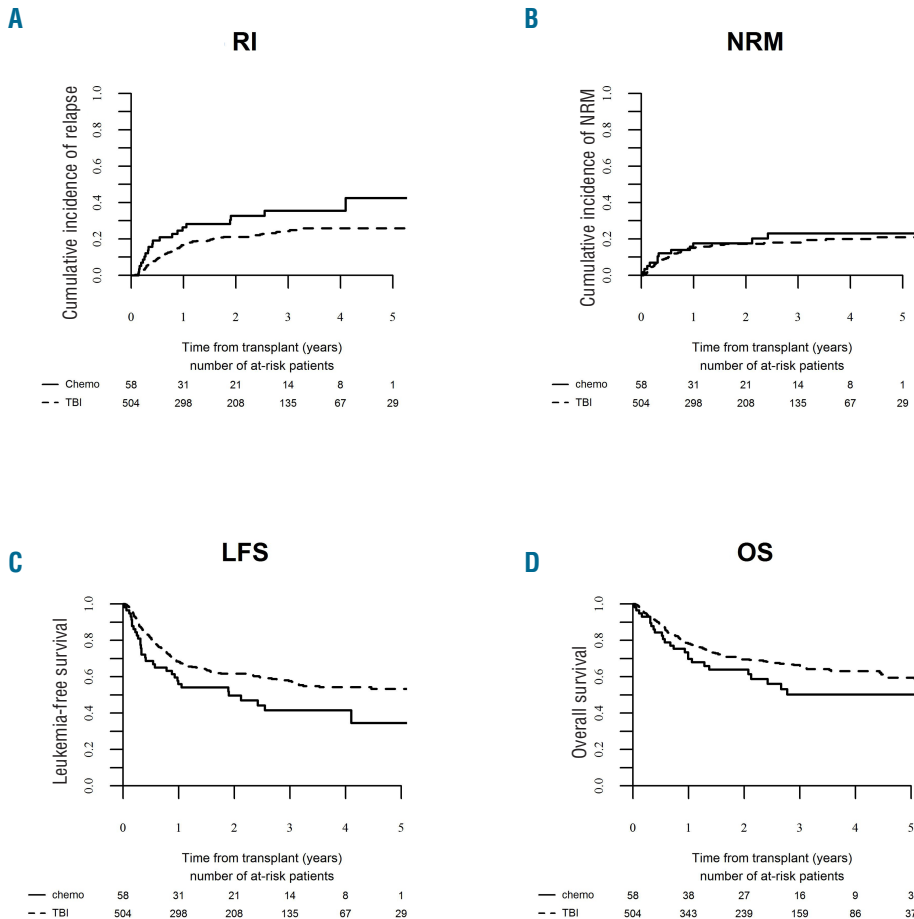 A
RI
Cumulative incidence of relapse
1.0
0.8
0.6
0.4
0.2
0.0
0 1 2 3 4 5
Time from transplant (years)
number of at-risk patients
Chemo 58 31 21 14 8 1
TBI 504 298 208 135 67 29
B
NRM
Cumulative incidence of NRM
1.0
0.8
0.6
0.4
0.2
0.0
0 1 2 3 4 5
Time from transplant (years)
number of at-risk patients
chemo 58 31 21 14 8 1
TBI 504 298 208 135 67 29
C
LFS
Leukemia-free survival
1.0
0.8
0.6
0.4
0.2
0.0
0 1 2 3 4 5
Time from transplant (years)
number of at-risk patients
chemo 58 31 21 14 8 1
TBI 504 298 208 135 67 29
D
OS
Overall survival
1.0
0.8
0.6
0.4
0.2
0.0
0 1 2 3 4 5
Time from transplant (years)
number of at-risk patients
chemo 58 38 27 16 9 3
TBI 504 343 239 159 86 37